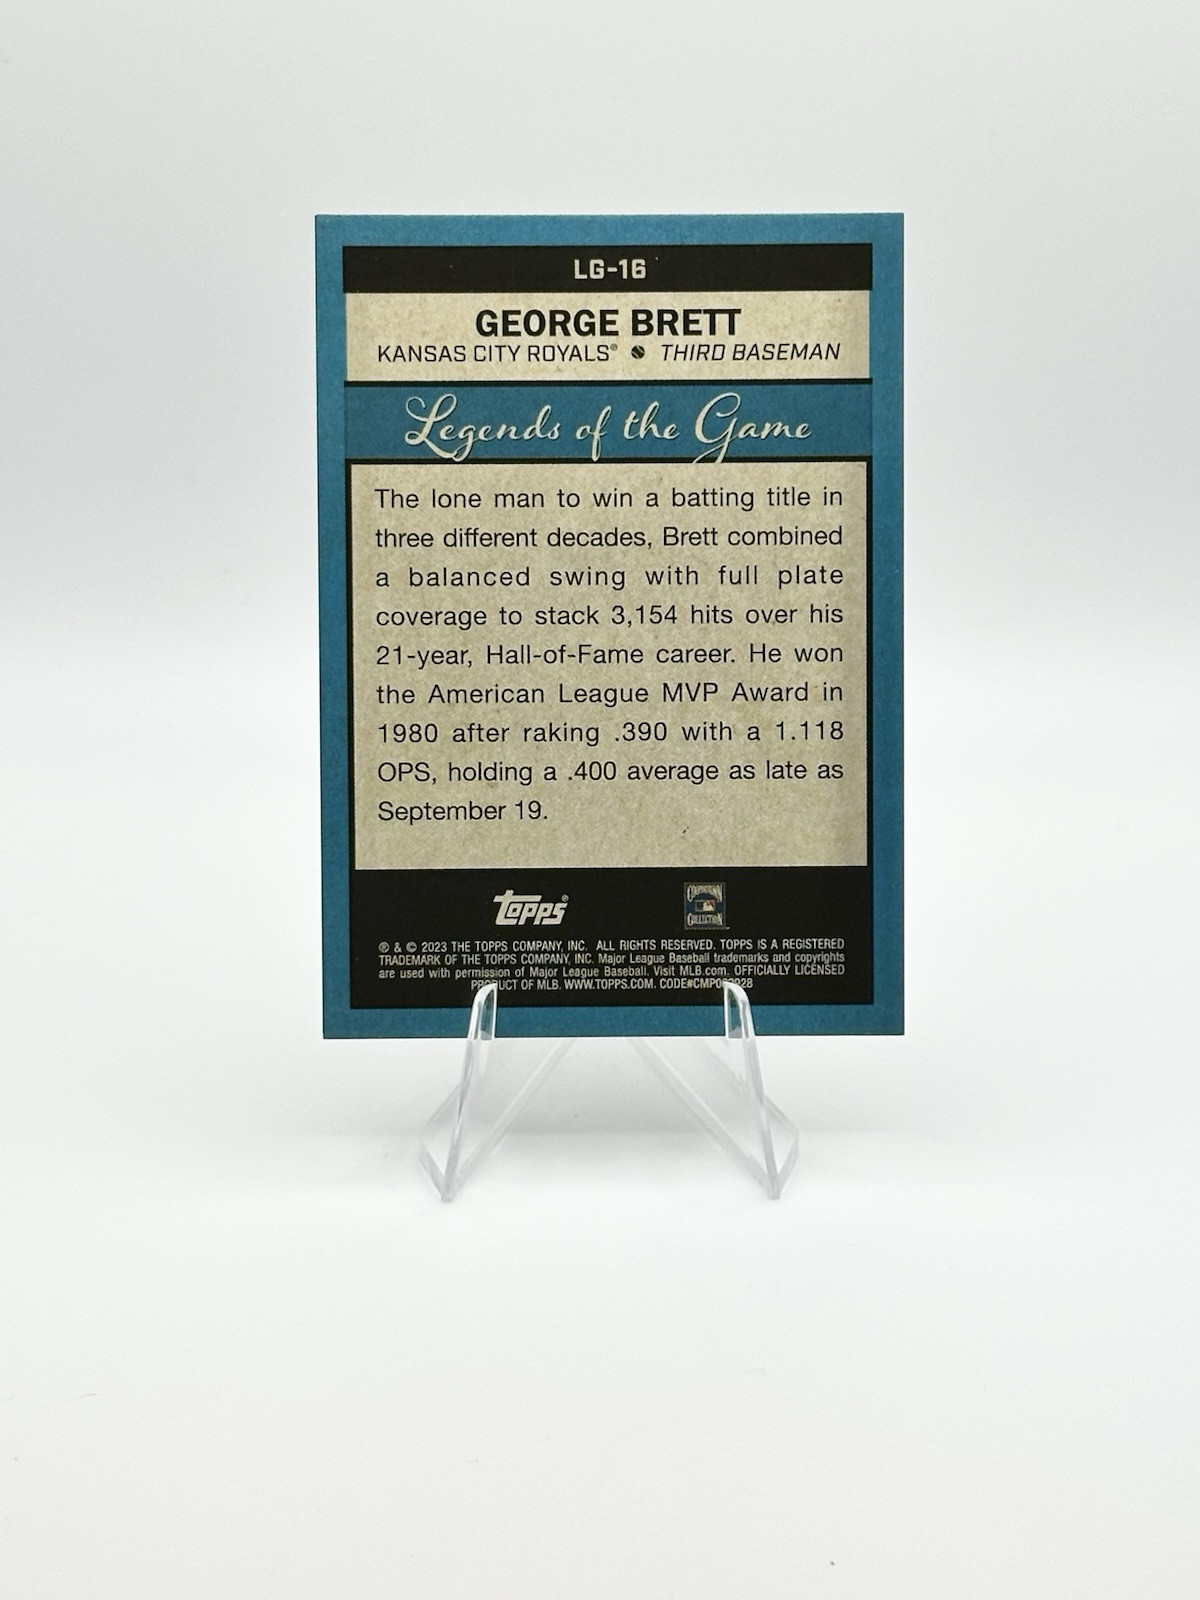 LG-16
GEORGE BRETT
KANSAS CITY ROYALS® THIRD BASEMAN
Legends of the Game
The lone man to win a batting title in
three different decades, Brett combined
a balanced swing with full plate
coverage to stack 3,154 hits over his
21-year, Hall-of-Fame career. He won
the American League MVP Award in
1980 after raking .390 with a 1.118
OPS, holding a .400 average as late as
September 19.
topps®
COOPERSTOWN
COLLECTION
® & © 2023 THE TOPPS COMPANY, INC. ALL RIGHTS RESERVED. TOPPS IS A REGISTERED
TRADEMARK OF THE TOPPS COMPANY, INC. Major League Baseball trademarks and copyrights
are used with permission of Major League Baseball. Visit MLB.com. OFFICIALLY LICENSED
PRODUCT OF MLB. WWW.TOPPS.COM.